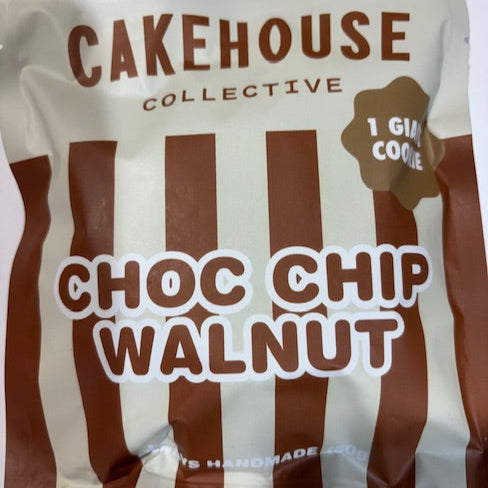 CAKEHOUSE
COLLECTIVE
1
CHOC CHIP
WALNUT
HANDMADE